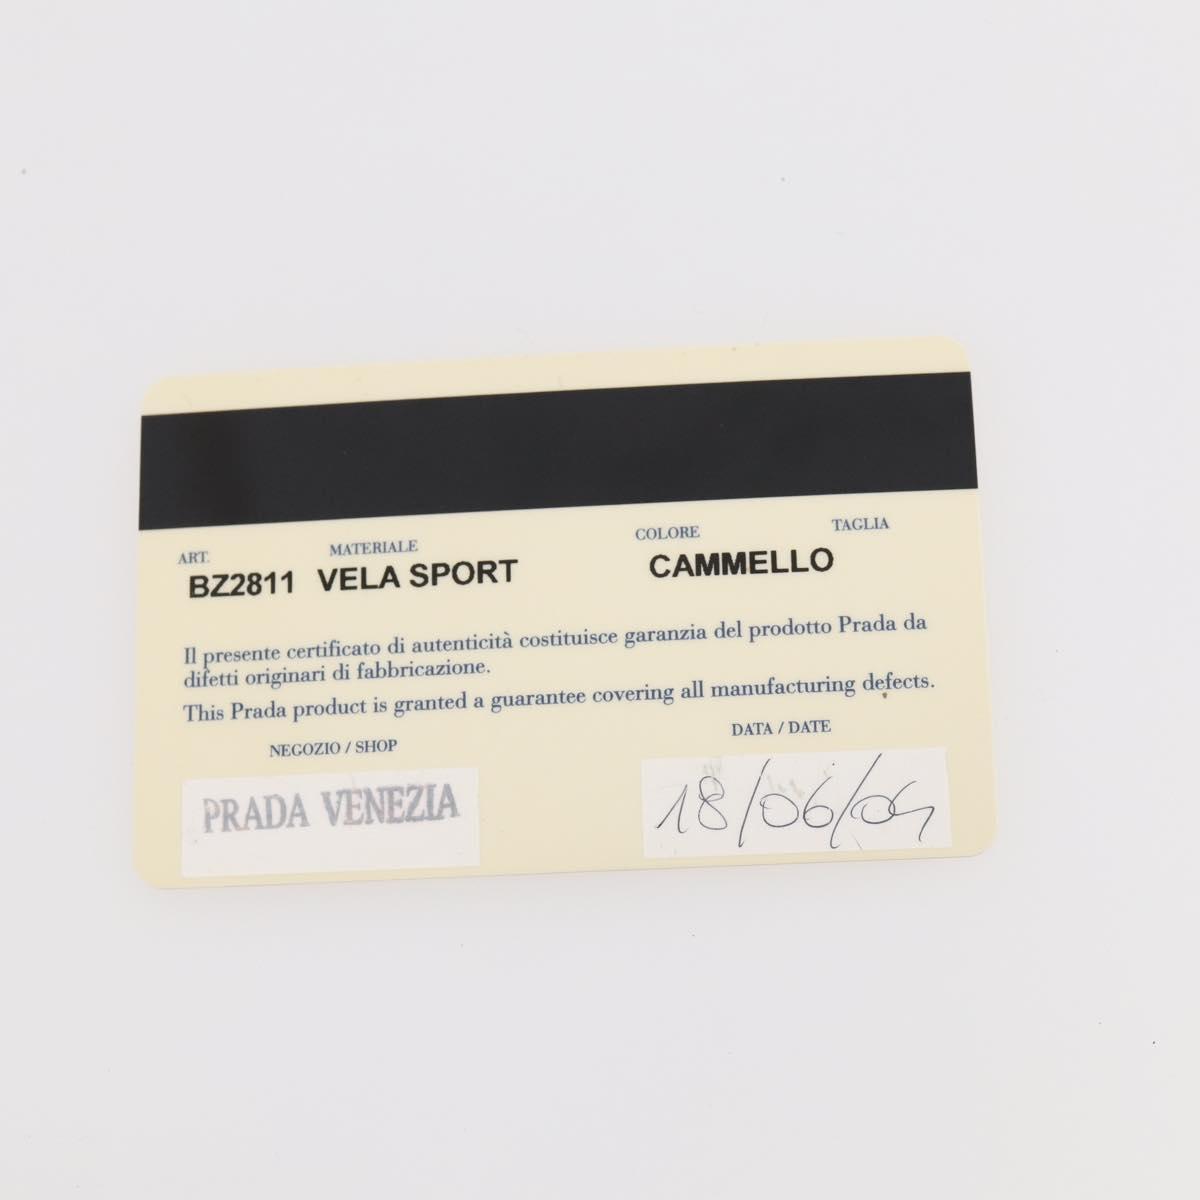 ART. MATERIALE COLORE TAGLIA
BZ2811 VELA SPORT CAMMELLO
Il presente certificato di autenticità costituisce garanzia del prodotto Prada da
difetti originari di fabbricazione.
This Prada product is granted a guarantee covering all manufacturing defects.
NEGOZIO / SHOP DATA / DATE
PRADA VENEZIA 18/06/04